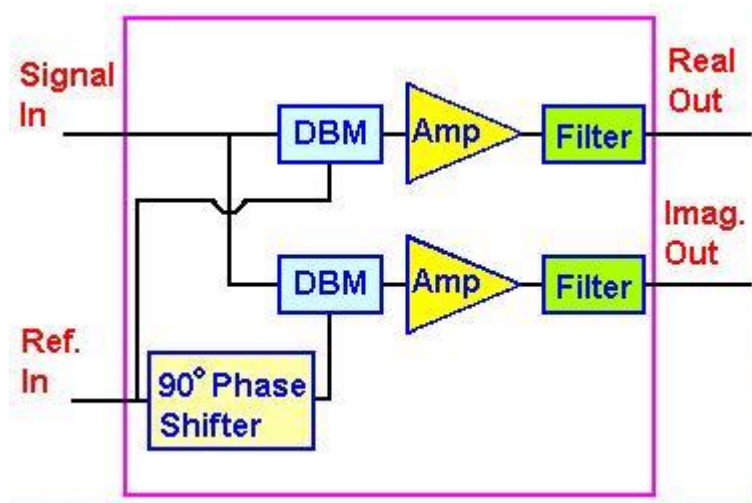 Signal
In
Real
Out
DBM
Amp
Filter
Imag.
Out
DBM
Amp
Filter
Ref.
In
90° Phase
Shifter